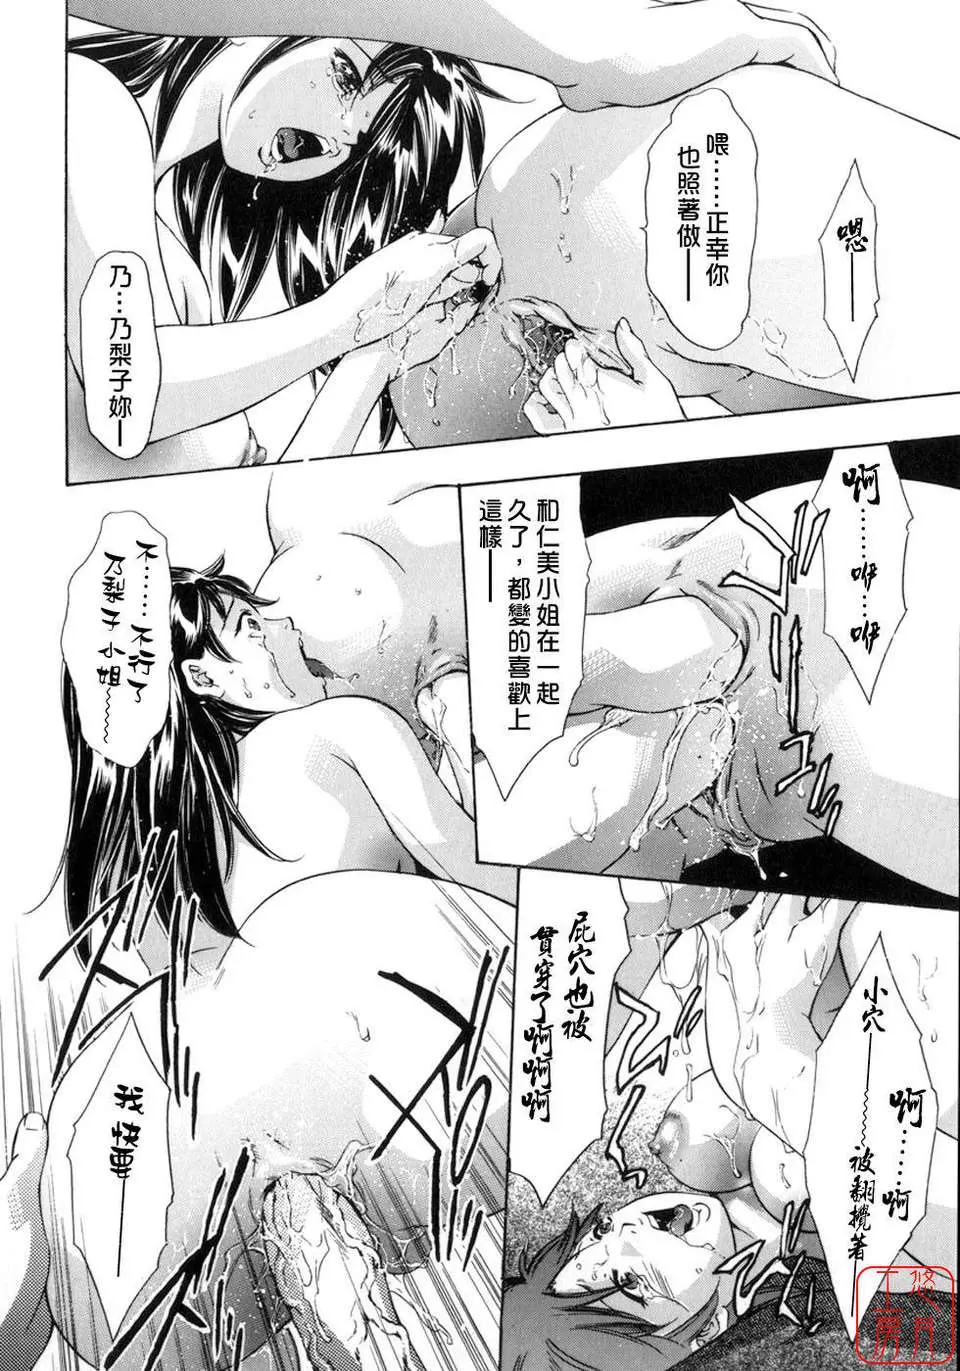 嗯——
喂……正幸你
也照著做——
乃…乃梨子妳——
啊……咿…咿
和仁美小姐在一起
久了，都變的喜歡上
這樣——
不……不行了
乃梨子小姐～
啊……啊
小穴——～被翻攪著
屁穴也被
貫穿了啊啊啊
我快要——
悠月
工房